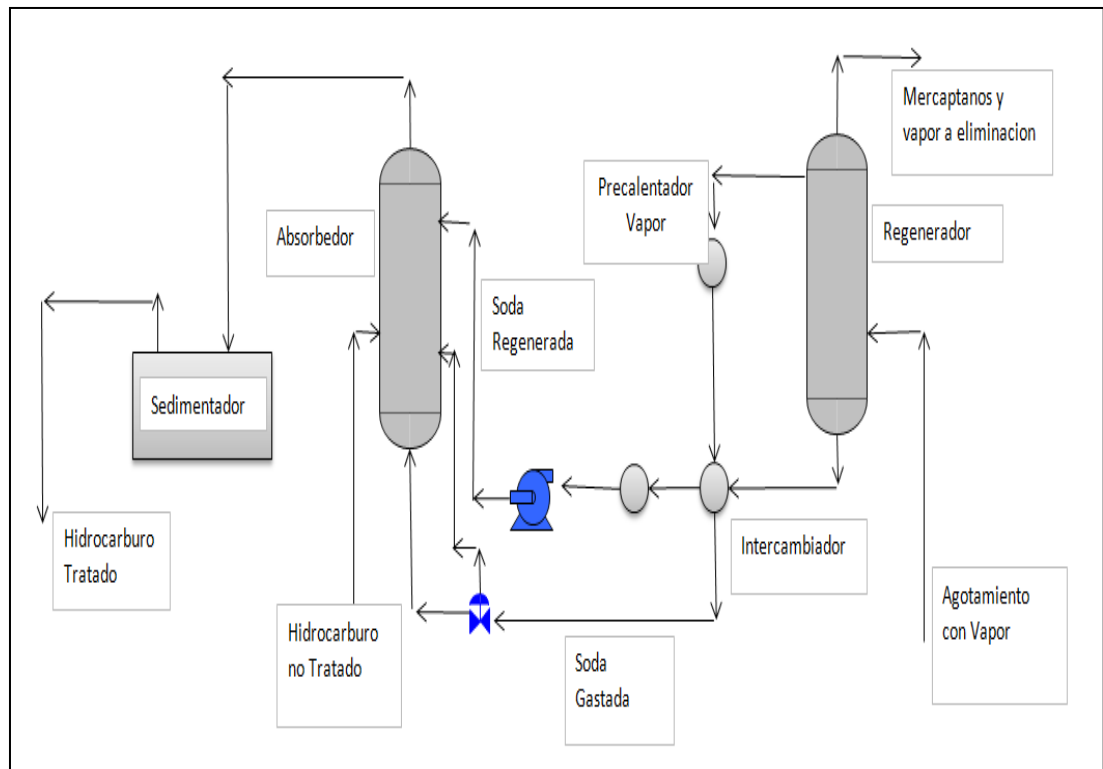 Mercaptanos y
vapor a eliminacion
Precalentador
Vapor
Absorbedor
Regenerador
Soda
Regenerada
Sedimentador
Hidrocarburo
Tratado
Intercambiador
Agotamiento
con Vapor
Hidrocarburo
no Tratado
Soda
Gastada